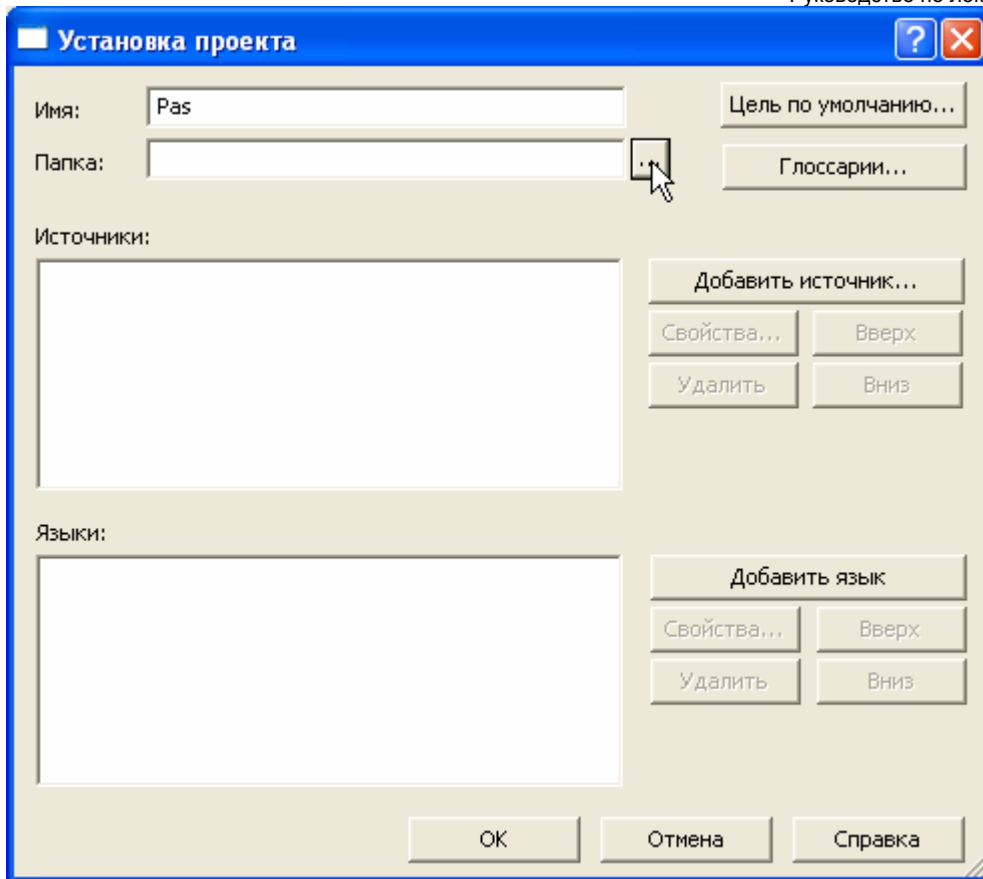 Установка проекта
Имя: Pas Цель по умолчанию...
Папка: ... Глоссарии...
Источники:
Добавить источник...
Свойства... Вверх
Удалить Вниз
Языки:
Добавить язык
Свойства... Вверх
Удалить Вниз
OK Отмена Справка